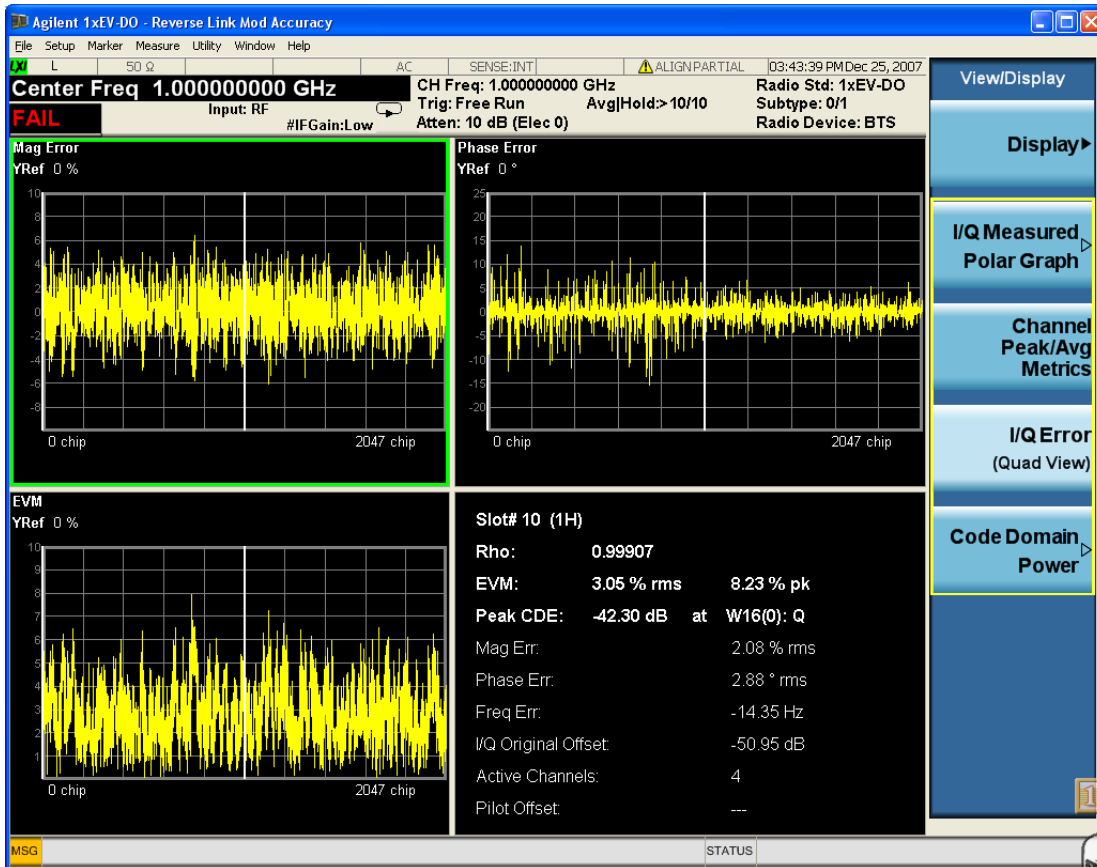 Agilent 1xEV-DO - Reverse Link Mod Accuracy
File Setup Marker Measure Utility Window Help
LXI L 50 Ω AC SENSE:INT ALIGN PARTIAL 03:43:39 PM Dec 25, 2007
Center Freq 1.000000000 GHz
CH Freq: 1.000000000 GHz Radio Std: 1xEV-DO
Input: RF Trig: Free Run Avg|Hold:> 10/10 Subtype: 0/1
FAIL #IFGain:Low Atten: 10 dB (Elec 0) Radio Device: BTS
Mag Error
YRef 0 %
10
8
6
4
2
0
-2
-4
-6
-8
0 chip 2047 chip
Phase Error
YRef 0 °
25
20
15
10
5
0
-5
-10
-15
-20
0 chip 2047 chip
EVM
YRef 0 %
10
9
8
7
6
5
4
3
2
1
0 chip 2047 chip
Slot# 10 (1H)
Rho: 0.99907
EVM: 3.05 % rms 8.23 % pk
Peak CDE: -42.30 dB at W16(0): Q
Mag Err: 2.08 % rms
Phase Err: 2.88 ° rms
Freq Err: -14.35 Hz
I/Q Original Offset: -50.95 dB
Active Channels: 4
Pilot Offset: ---
View/Display
Display
I/Q Measured
Polar Graph
Channel
Peak/Avg
Metrics
I/Q Error
(Quad View)
Code Domain
Power
1
MSG STATUS